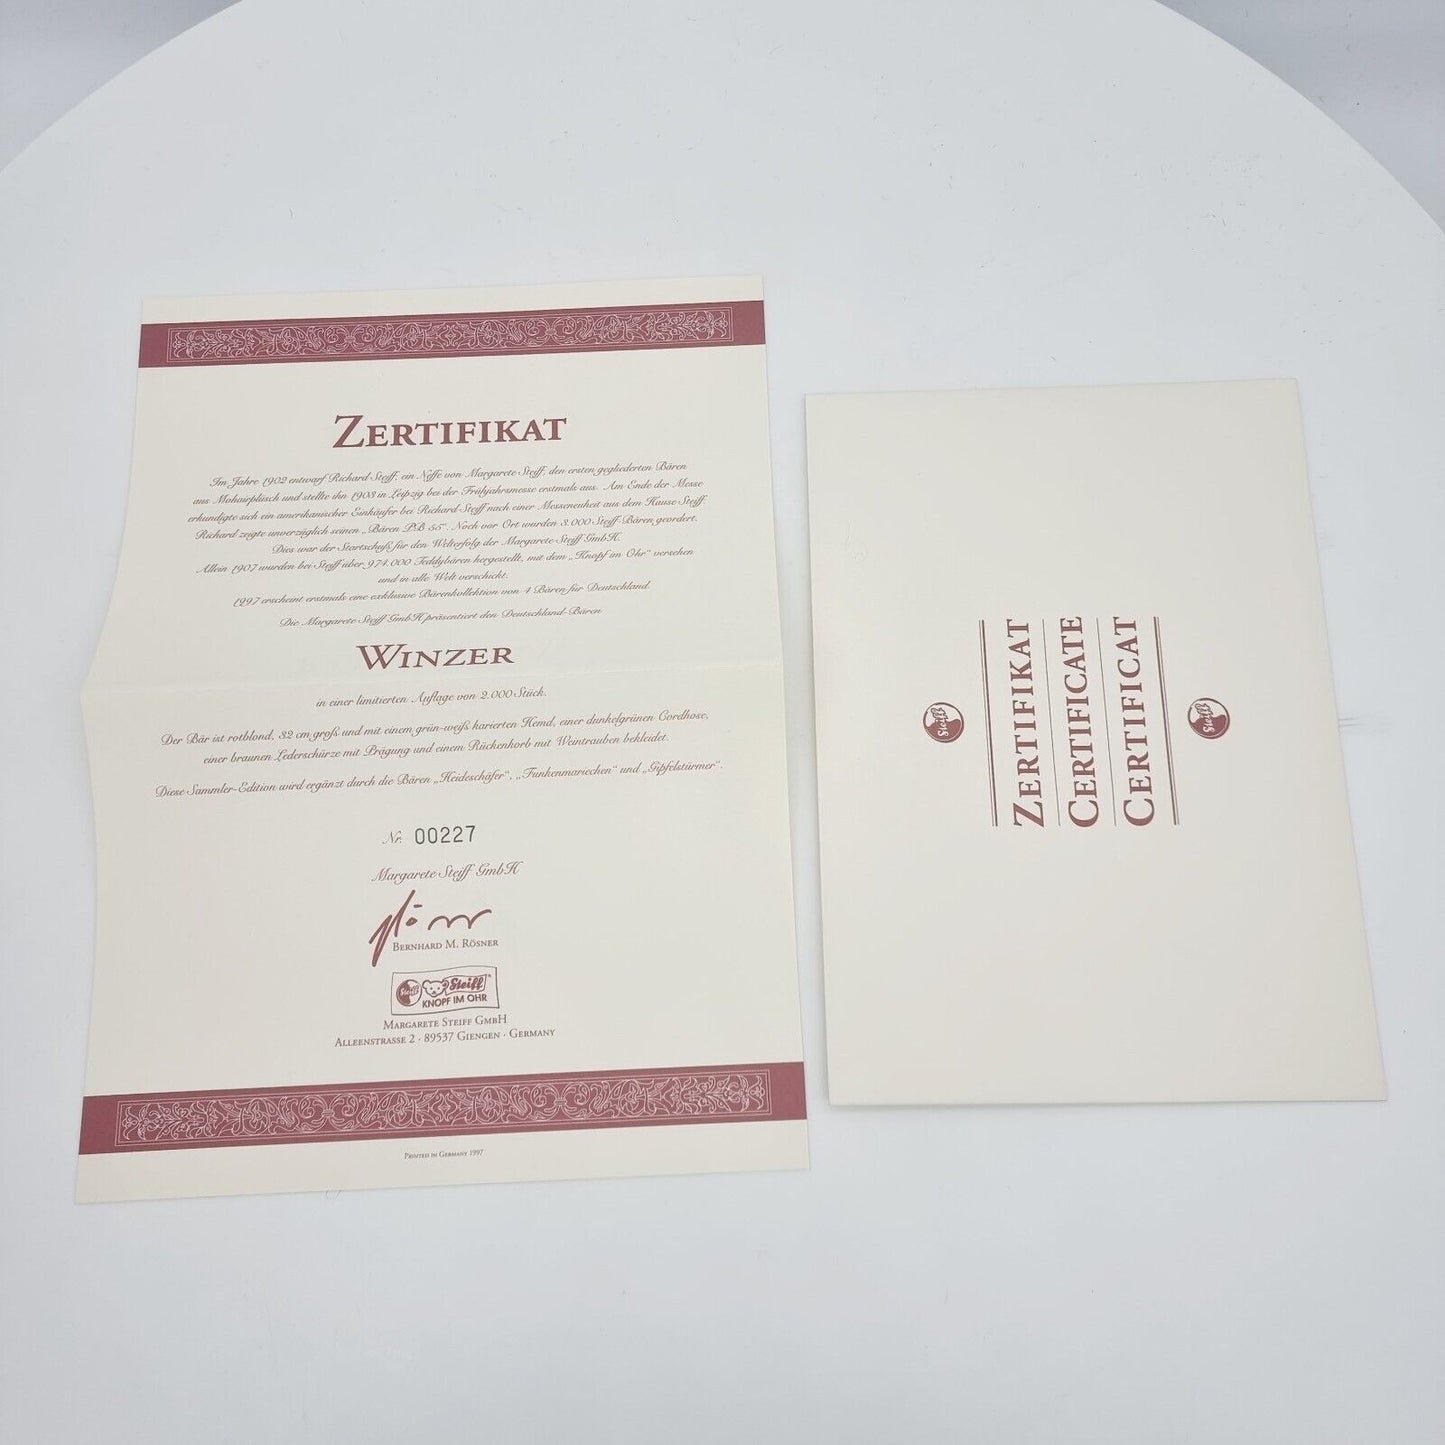 ZERTIFIKAT
Im Jahre 1902 entwarf Richard Steiff, ein Neffe von Margarete Steiff, den ersten gegliederten Bären
aus Mohairplüsch und stellte ihn 1903 in Leipzig bei der Frühjahrsmesse erstmals aus. Am Ende der Messe
erkundigte sich ein amerikanischer Einkäufer bei Richard Steiff nach einer Messeneuheit aus dem Hause Steiff.
Richard zeigte unverzüglich seinen „Bären PB 55“. Noch vor Ort wurden 3.000 Steiff-Bären geordert.
Dies war der Startschuß für den Welterfolg der Margarete Steiff GmbH.
Allein 1907 wurden bei Steiff über 974.000 Teddybären hergestellt, mit dem „Knopf im Ohr“ versehen
und in alle Welt verschickt.
1997 erscheint erstmals eine exklusive Bärenkollektion von 4 Bären für Deutschland.
Die Margarete Steiff GmbH präsentiert den Deutschland-Bären
WINZER
in einer limitierten Auflage von 2.000 Stück.
Der Bär ist rotblond, 32 cm groß und mit einem grün-weiß karierten Hemd, einer dunkelgrünen Cordhose,
einer braunen Lederschürze mit Prägung und einem Rückenkorb mit Weintrauben bekleidet.
Diese Sammler-Edition wird ergänzt durch die Bären „Heideschäfer“, „Funkenmariechen“ und „Gipfelstürmer“.
Nr. 00227
Margarete Steiff GmbH
BERNHARD M. RÖSNER
Steiff Steiff®
KNOPF IM OHR
MARGARETE STEIFF GMBH
ALLEENSTRASSE 2 · 89537 GIENGEN · GERMANY
PRINTED IN GERMANY 1997
Steiff
ZERTIFIKAT
CERTIFICATE
CERTIFICAT
Steiff